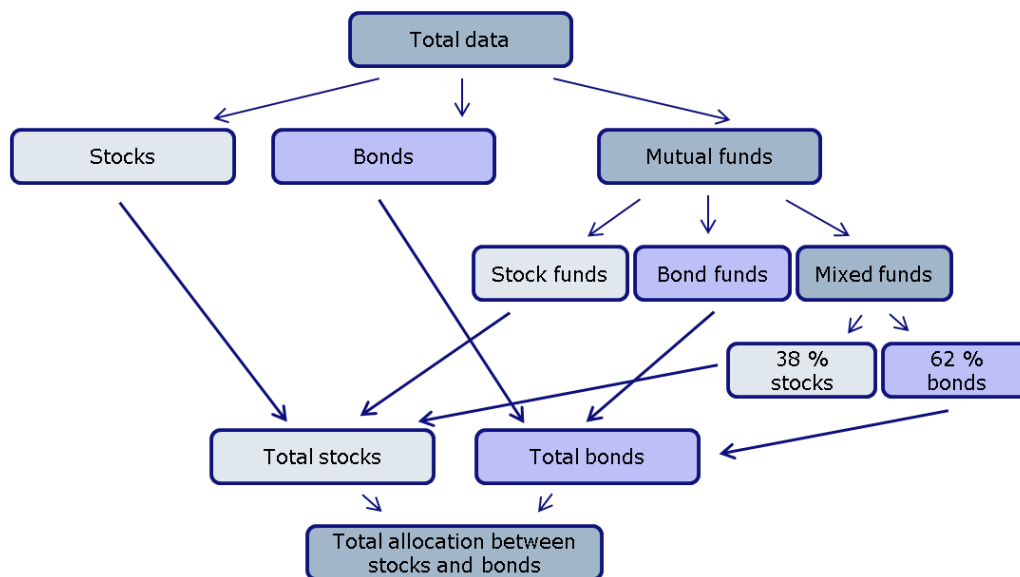 Total data
Stocks
Bonds
Mutual funds
Stock funds
Bond funds
Mixed funds
38 %
stocks
62 %
bonds
Total stocks
Total bonds
Total allocation between
stocks and bonds